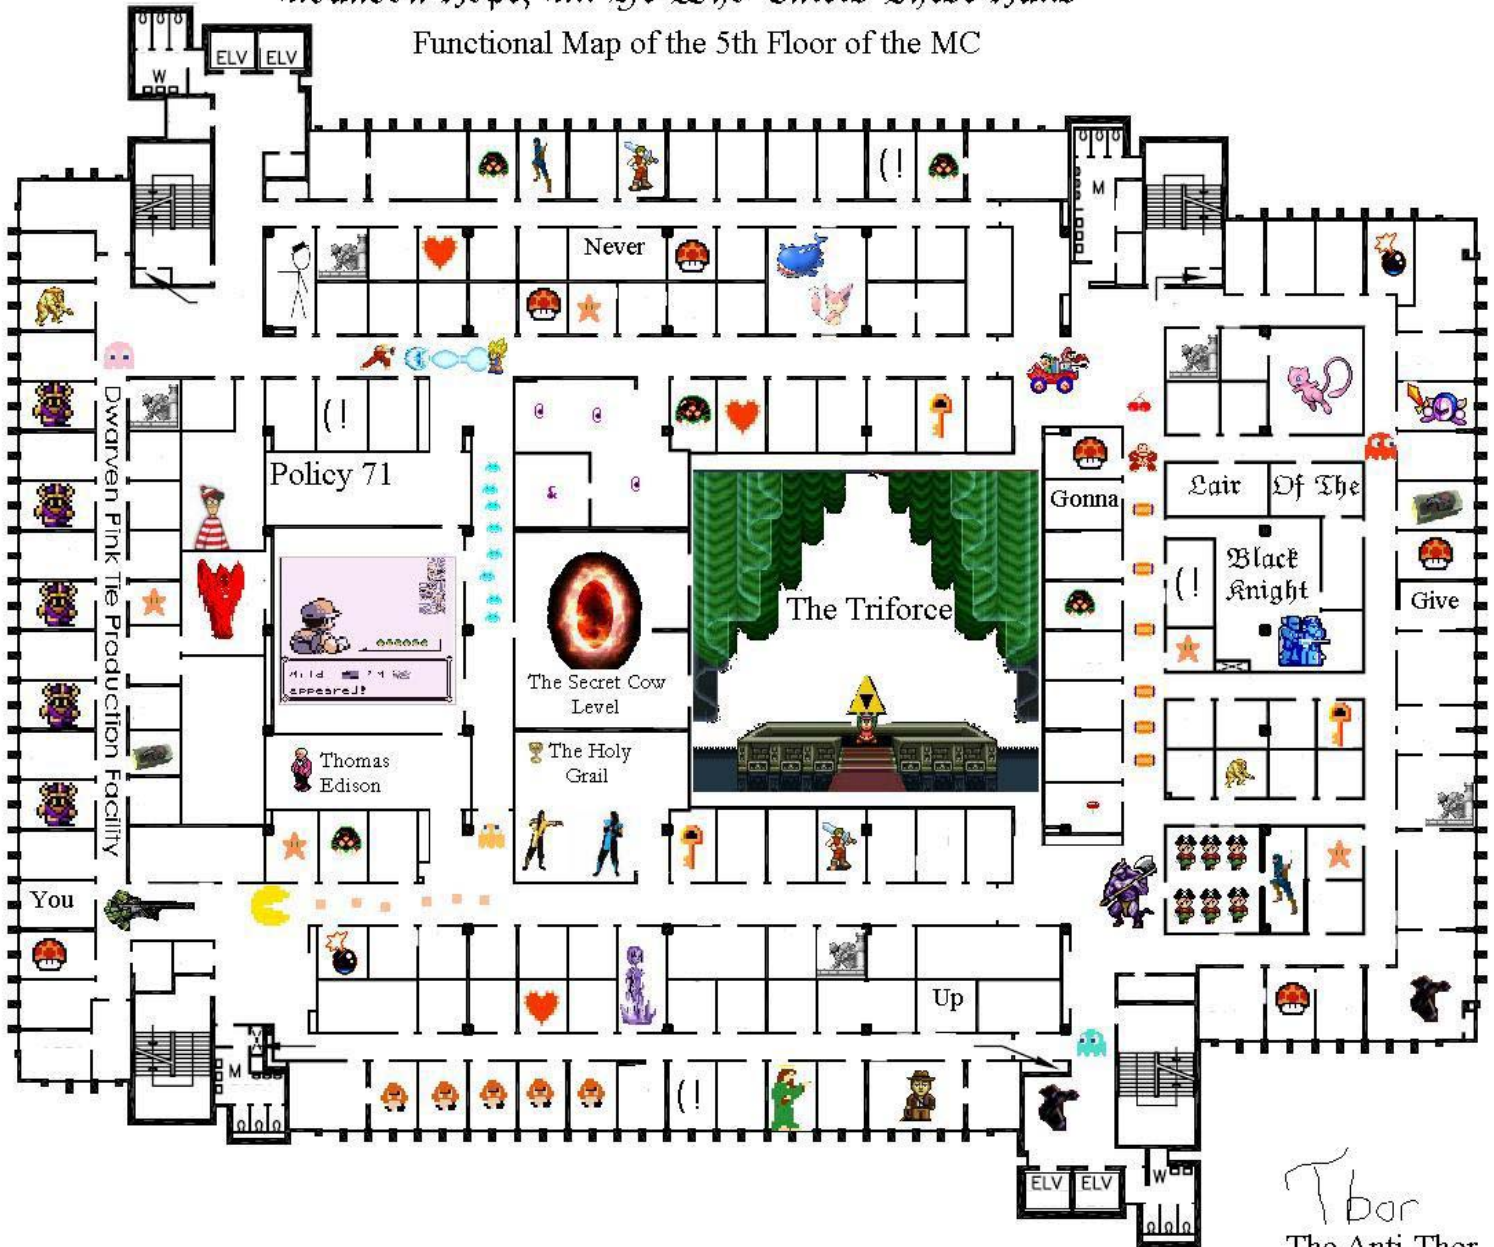 Functional Map of the 5th Floor of the MC
ELV ELV
W
M
(!
Never
(!
Policy 71
Dwarven Pink Tie Production Facility
Gonna
Lair Of The
Black
Knight
(!
Give
The Triforce
appeared!
The Secret Cow
Level
The Holy
Grail
Thomas
Edison
You
Up
M
(!
ELV ELV
W
Tbor